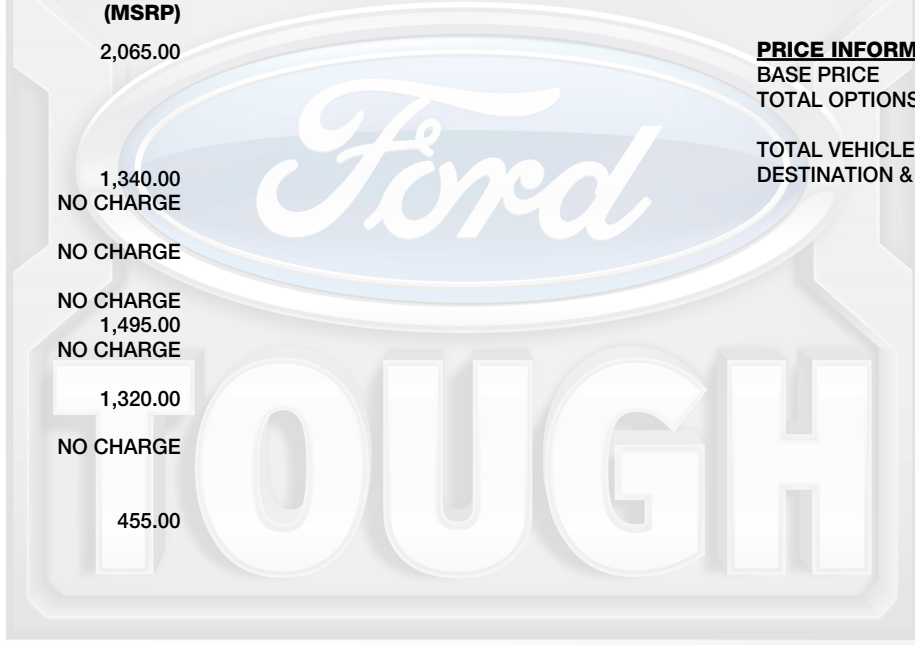 (MSRP)
2,065.00
1,340.00
NO CHARGE
NO CHARGE
NO CHARGE
1,495.00
NO CHARGE
1,320.00
NO CHARGE
455.00
PRICE INFORM
BASE PRICE
TOTAL OPTIONS
TOTAL VEHICLE
DESTINATION &
Ford
TOUGH